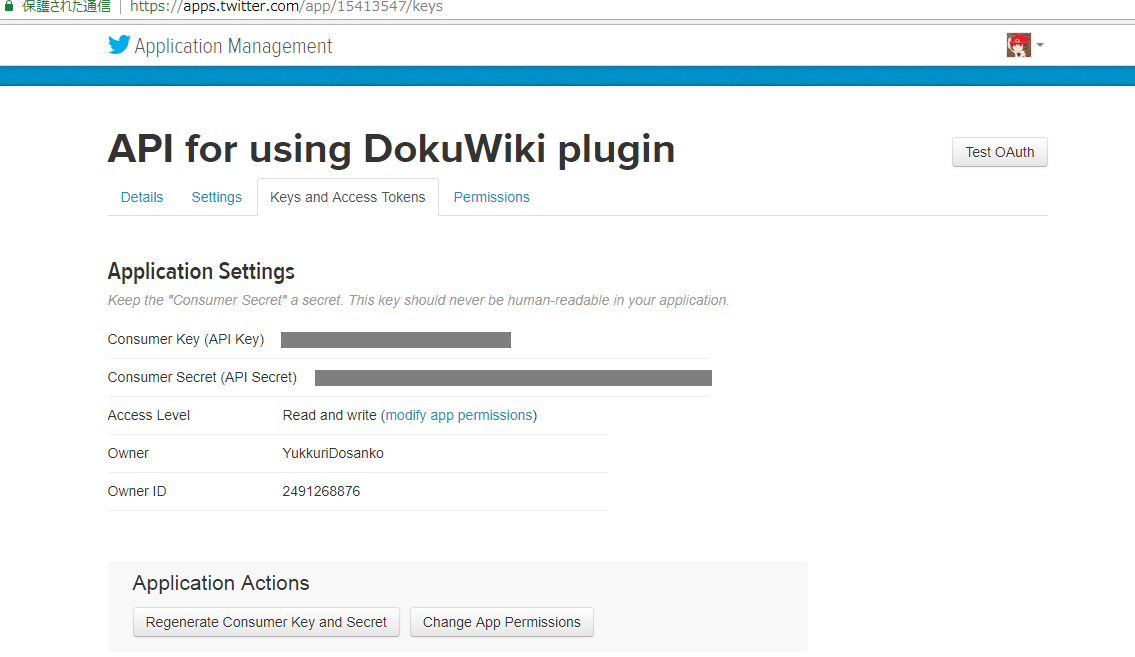 保護された通信 | https://apps.twitter.com/app/15413547/keys
Application Management
API for using DokuWiki plugin
Test OAuth
Details Settings Keys and Access Tokens Permissions
Application Settings
Keep the "Consumer Secret" a secret. This key should never be human-readable in your application.
Consumer Key (API Key)
Consumer Secret (API Secret)
Access Level Read and write (modify app permissions)
Owner YukkuriDosanko
Owner ID 2491268876
Application Actions
Regenerate Consumer Key and Secret Change App Permissions